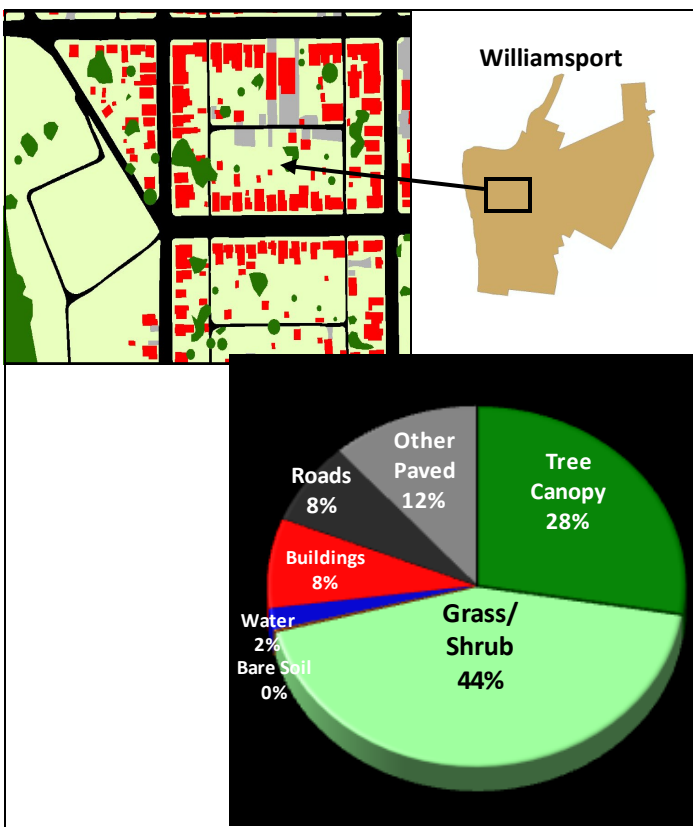 Williamsport
Other
Paved
12%
Tree
Canopy
28%
Roads
8%
Buildings
8%
Grass/
Shrub
44%
Water
2%
Bare Soil
0%